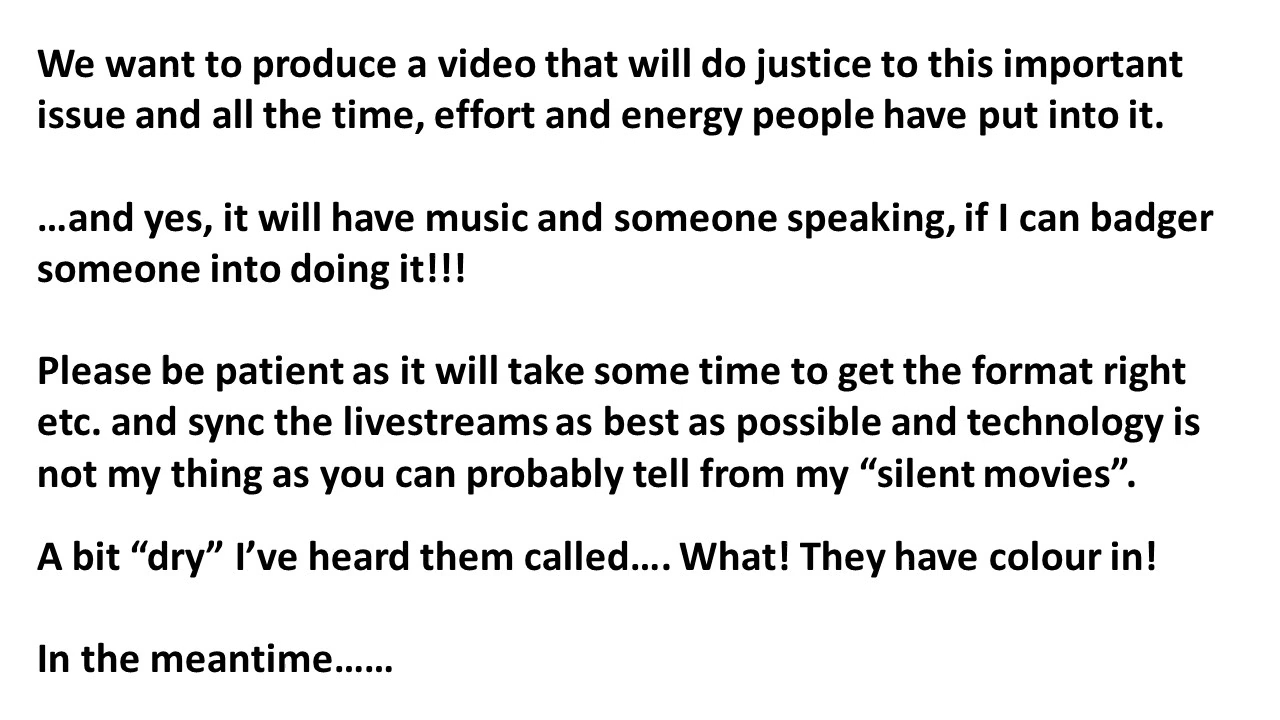 We want to produce a video that will do justice to this important
issue and all the time, effort and energy people have put into it.
…and yes, it will have music and someone speaking, if I can badger
someone into doing it!!!
Please be patient as it will take some time to get the format right
etc. and sync the livestreams as best as possible and technology is
not my thing as you can probably tell from my “silent movies”.
A bit “dry” I’ve heard them called…. What! They have colour in!
In the meantime……